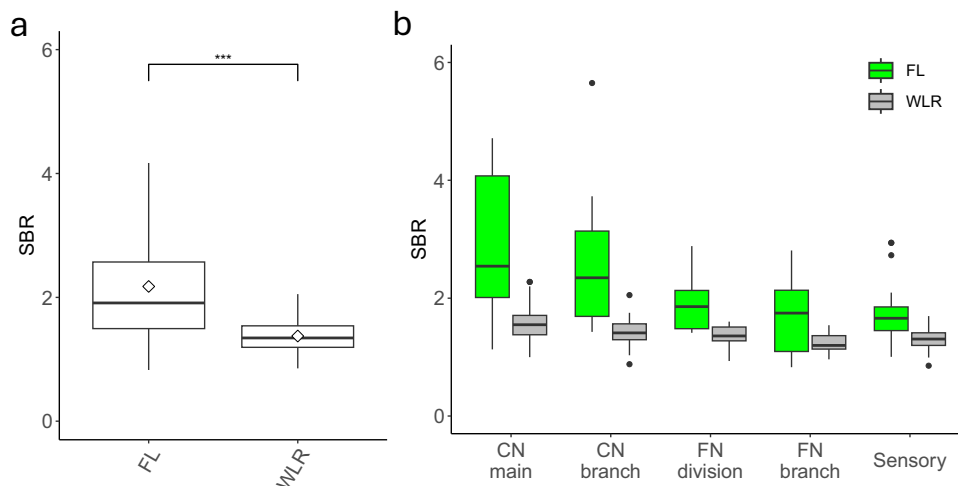 a
b
6
4
2
0
SBR
***
FL
WLR
6
4
2
0
SBR
FL
WLR
CN
main
CN
branch
FN
division
FN
branch
Sensory